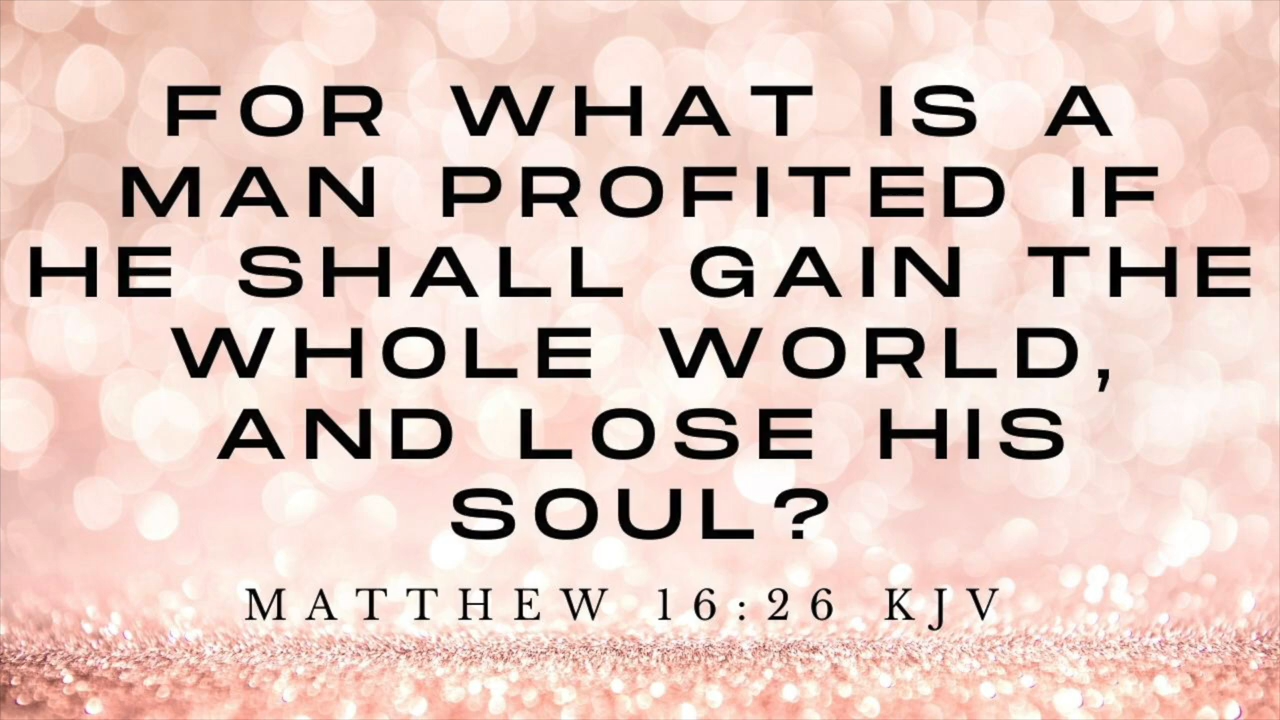 FOR WHAT IS A
MAN PROFITED IF
HE SHALL GAIN THE
WHOLE WORLD,
AND LOSE HIS
SOUL?
MATTHEW 16:26 KJV